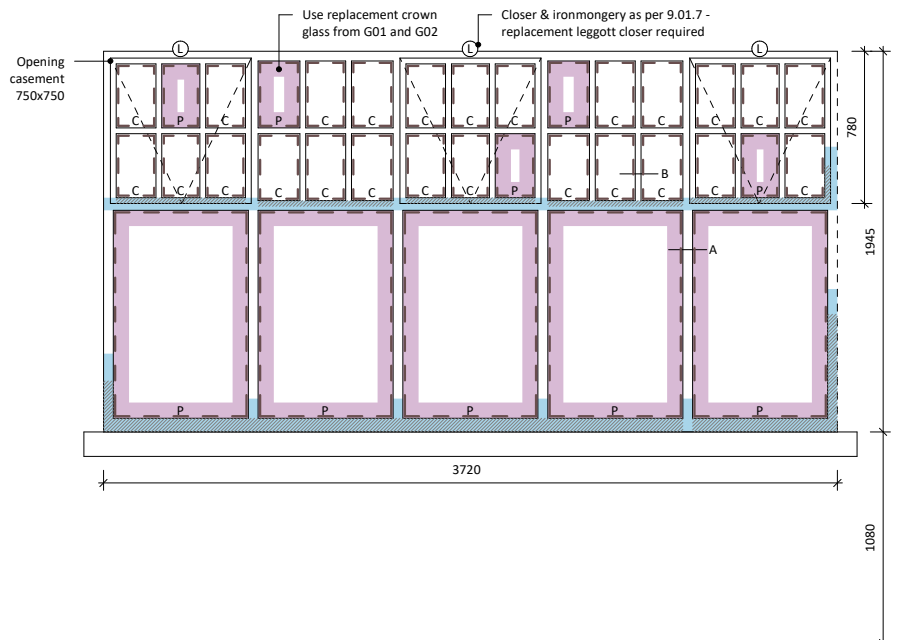 Use replacement crown
glass from G01 and G02
Closer & ironmongery as per 9.01.7 -
replacement leggott closer required
Opening
casement
750x750
L
L
L
C P C P C C C C C P C C C C C
C C C C C C C C P C C C C P C
B
A
P P P P P
780
1945
3720
1080